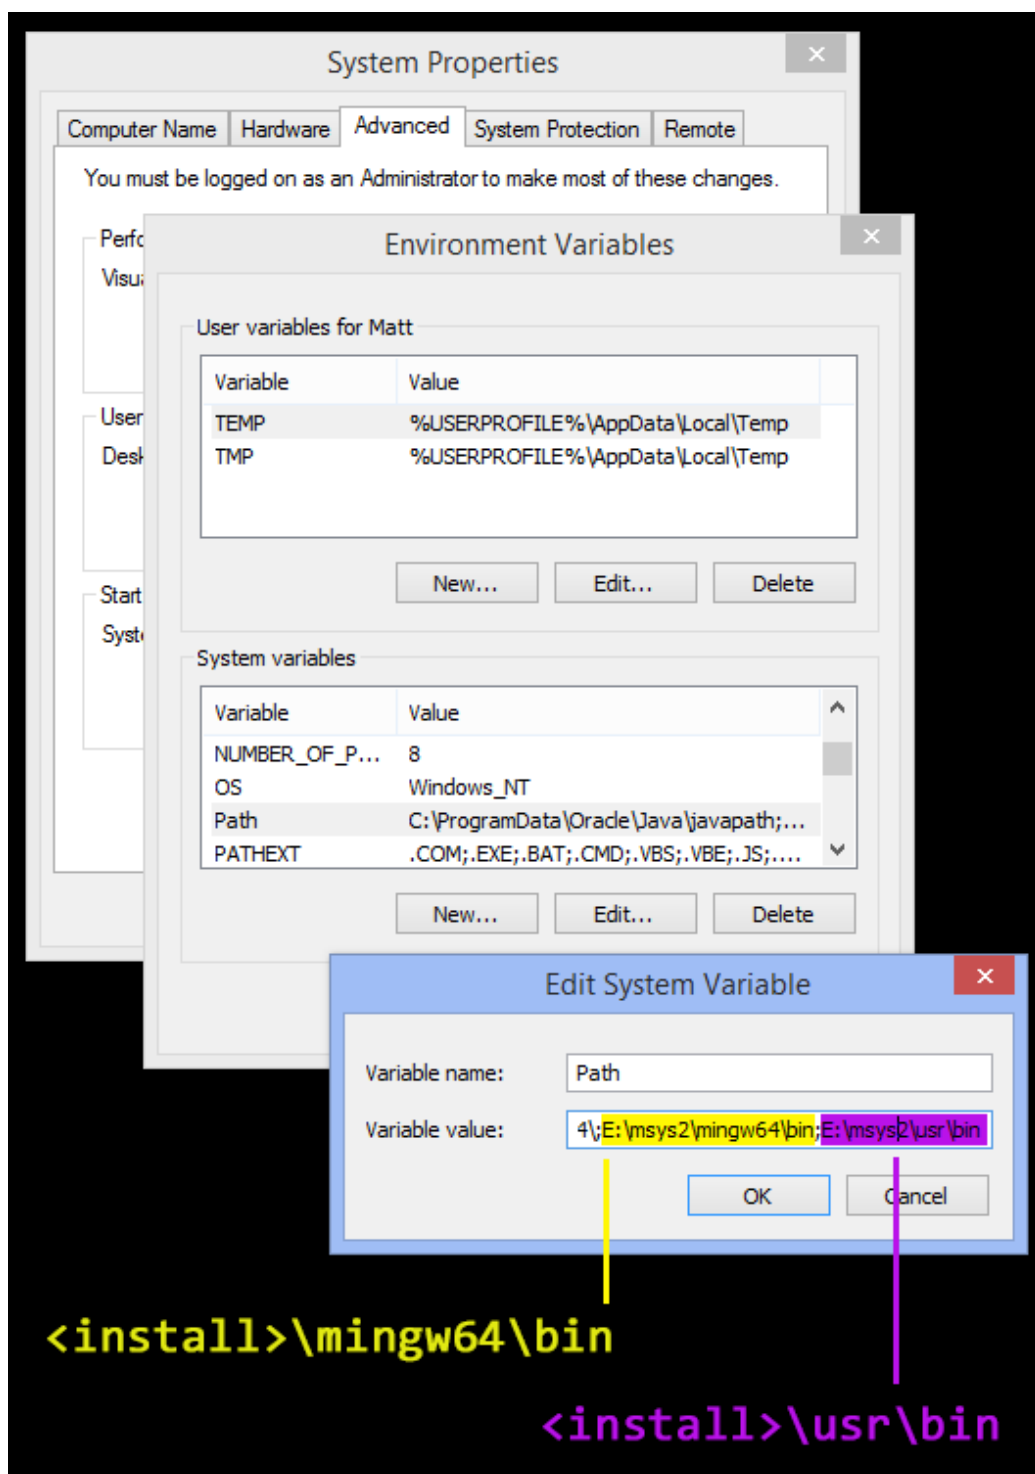 System Properties
Computer Name Hardware Advanced System Protection Remote
You must be logged on as an Administrator to make most of these changes.
Perfo
Environment Variables
Visua
User variables for Matt
Variable Value
User
TEMP %USERPROFILE%\AppData\Local\Temp
Desk
TMP %USERPROFILE%\AppData\Local\Temp
New... Edit... Delete
Start
Syste
System variables
Variable Value
NUMBER_OF_P... 8
OS Windows_NT
Path C:\ProgramData\Oracle\Java\javapath;...
PATHEXT .COM;.EXE;.BAT;.CMD;.VBS;.VBE;.JS;....
New... Edit... Delete
Edit System Variable
Variable name: Path
Variable value: 4\;E:\msys2\mingw64\bin;E:\msys2\usr\bin
OK Cancel
<install>\mingw64\bin
<install>\usr\bin